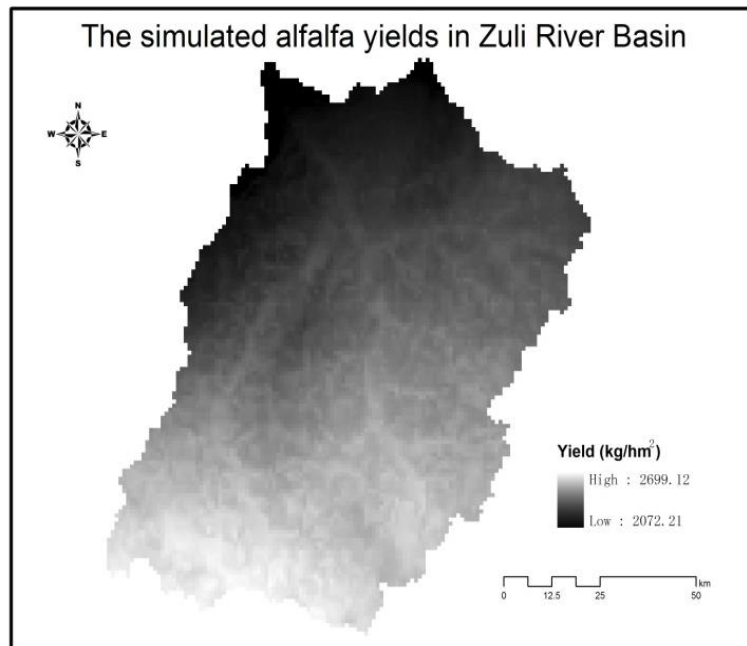 The simulated alfalfa yields in Zuli River Basin
N
W E
S
Yield (kg/hm²)
High : 2699.12
Low : 2072.21
km
0 12.5 25 50